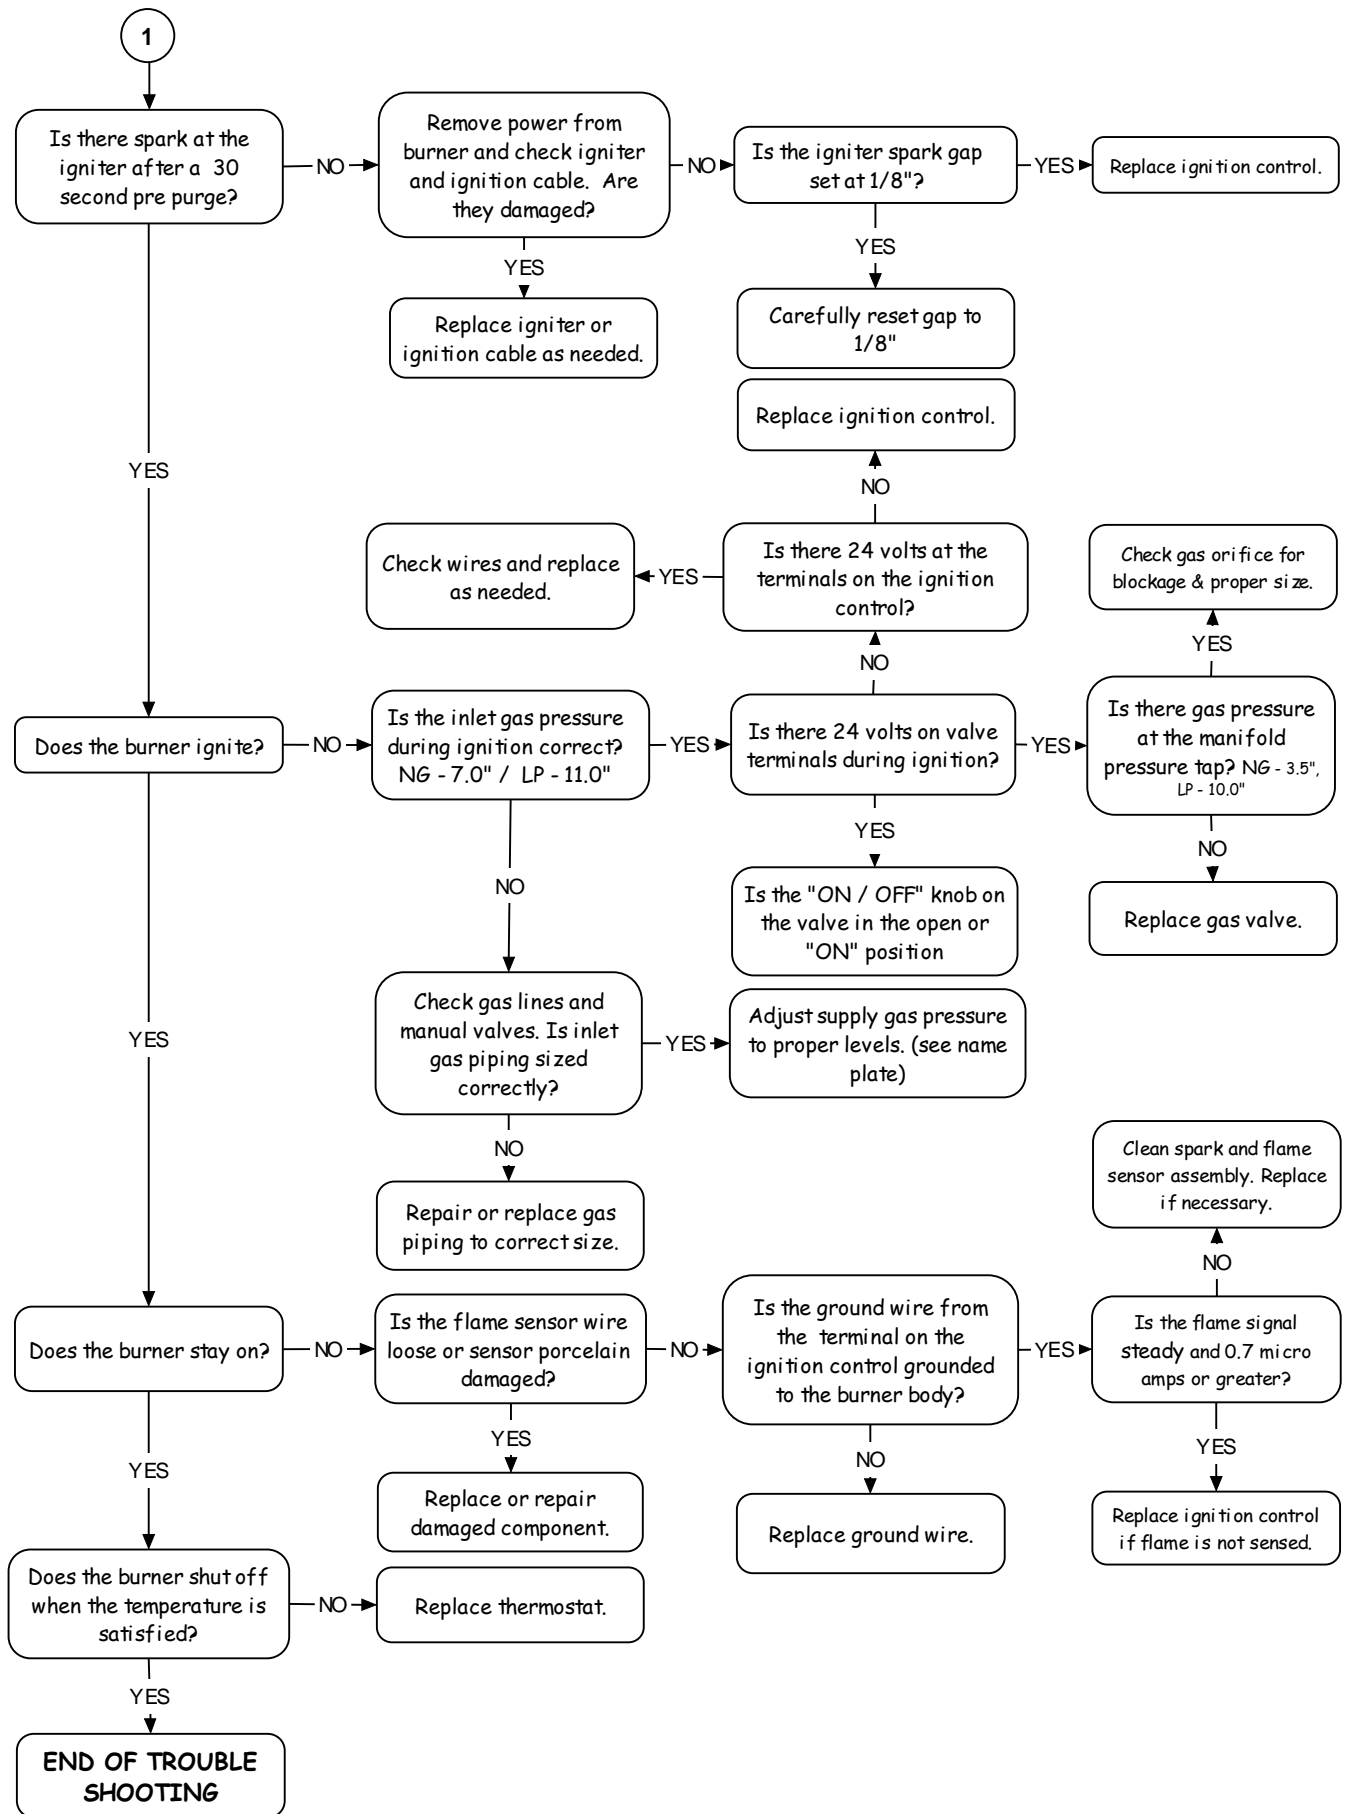 1
Is there spark at the
igniter after a 30
second pre purge?
NO
Remove power from
burner and check igniter
and ignition cable. Are
they damaged?
NO
Is the igniter spark gap
set at 1/8"?
YES
Replace ignition control.
YES
Replace igniter or
ignition cable as needed.
YES
Carefully reset gap to
1/8"
Replace ignition control.
NO
YES
Check wires and replace
as needed.
YES
Is there 24 volts at the
terminals on the ignition
control?
Check gas orifice for
blockage & proper size.
NO
YES
Does the burner ignite?
NO
Is the inlet gas pressure
during ignition correct?
NG - 7.0" / LP - 11.0"
YES
Is there 24 volts on valve
terminals during ignition?
YES
Is there gas pressure
at the manifold
pressure tap? NG - 3.5",
LP - 10.0"
NO
YES
NO
Is the "ON / OFF" knob on
the valve in the open or
"ON" position
Replace gas valve.
YES
Check gas lines and
manual valves. Is inlet
gas piping sized
correctly?
YES
Adjust supply gas pressure
to proper levels. (see name
plate)
NO
Repair or replace gas
piping to correct size.
Clean spark and flame
sensor assembly. Replace
if necessary.
NO
Does the burner stay on?
NO
Is the flame sensor wire
loose or sensor porcelain
damaged?
NO
Is the ground wire from
the terminal on the
ignition control grounded
to the burner body?
YES
Is the flame signal
steady and 0.7 micro
amps or greater?
YES
YES
NO
YES
Replace or repair
damaged component.
Replace ground wire.
Replace ignition control
if flame is not sensed.
Does the burner shut off
when the temperature is
satisfied?
NO
Replace thermostat.
YES
END OF TROUBLE
SHOOTING